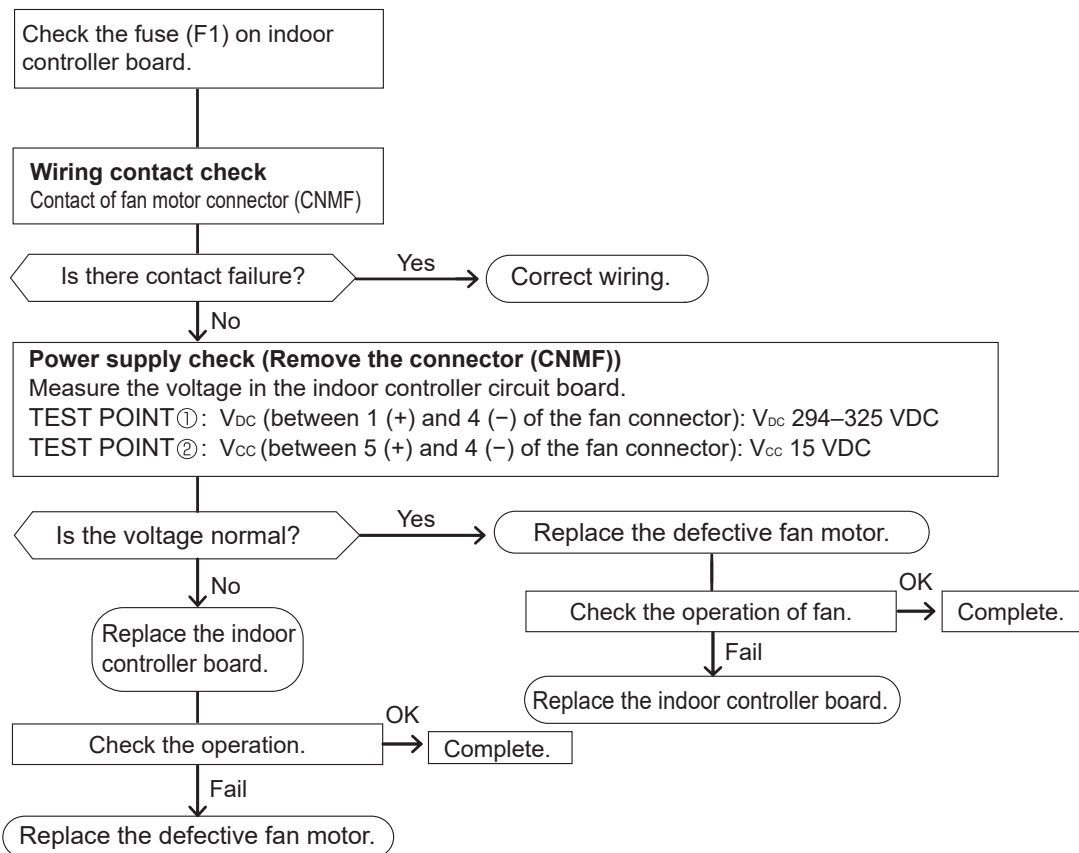 Check the fuse (F1) on indoor
controller board.
Wiring contact check
Contact of fan motor connector (CNMF)
Is there contact failure?
Yes
Correct wiring.
No
Power supply check (Remove the connector (CNMF))
Measure the voltage in the indoor controller circuit board.
TEST POINT①: VDC (between 1 (+) and 4 (−) of the fan connector): VDC 294–325 VDC
TEST POINT②: VCC (between 5 (+) and 4 (−) of the fan connector): VCC 15 VDC
Is the voltage normal?
Yes
Replace the defective fan motor.
No
OK
Check the operation of fan.
Complete.
Replace the indoor
controller board.
Fail
Replace the indoor controller board.
OK
Check the operation.
Complete.
Fail
Replace the defective fan motor.